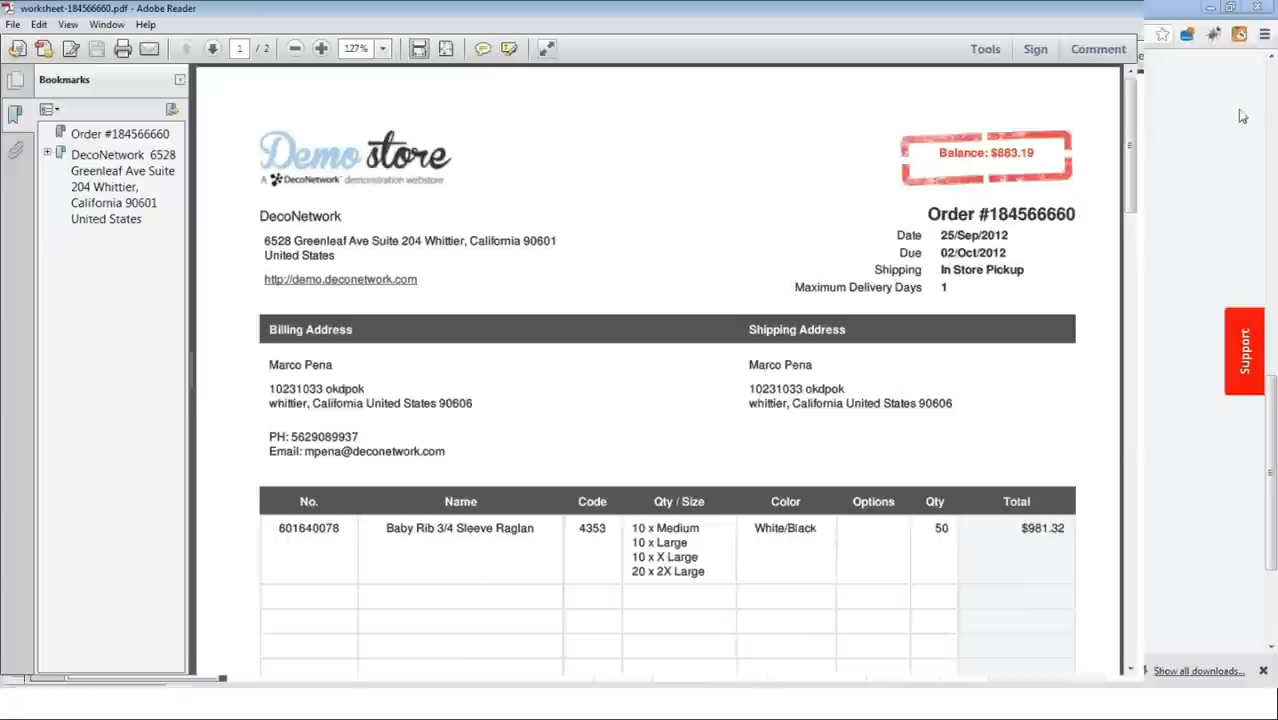 worksheet-184566660.pdf - Adobe Reader
File Edit View Window Help
1 / 2 127% Tools Sign Comment
Bookmarks
Order #184566660
DecoNetwork 6528
Greenleaf Ave Suite
204 Whittier,
California 90601
United States
Demo store
A DecoNetwork demonstration webstore
Balance: $883.19
DecoNetwork
6528 Greenleaf Ave Suite 204 Whittier, California 90601
United States
http://demo.deconetwork.com
Order #184566660
Date 25/Sep/2012
Due 02/Oct/2012
Shipping In Store Pickup
Maximum Delivery Days 1
Billing Address Shipping Address
Marco Pena Marco Pena
10231033 okdpok 10231033 okdpok
whittier, California United States 90606 whittier, California United States 90606
PH: 5629089937
Email: mpena@deconetwork.com
No. Name Code Qty / Size Color Options Qty Total
601640078 Baby Rib 3/4 Sleeve Raglan 4353 10 x Medium White/Black 50 $981.32
10 x Large
10 x X Large
20 x 2X Large
Support
Show all downloads...